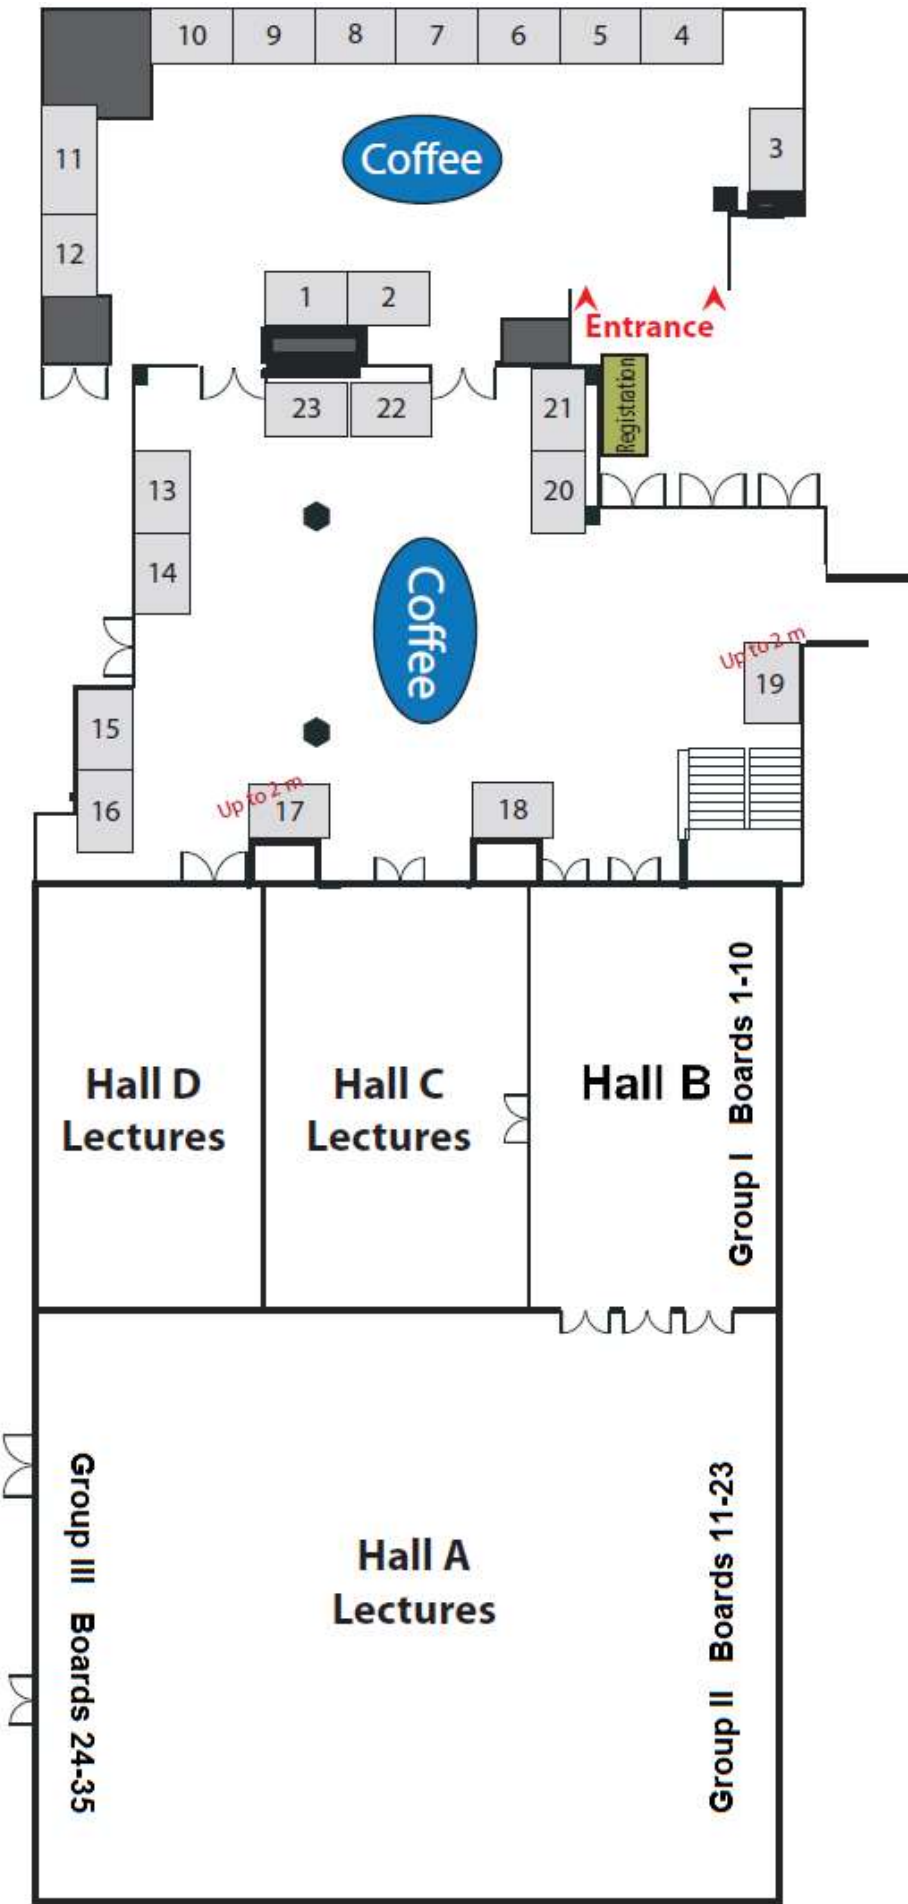 10 9 8 7 6 5 4
3
Coffee
11
12
1 2
Entrance
Registration
23 22 21
13 20
14
Coffee
Up to 2 m
19
15
16
Up to 2 m
17
18
Hall D
Lectures
Hall C
Lectures
Hall B
Group I Boards 1-10
Group III Boards 24-35
Hall A
Lectures
Group II Boards 11-23